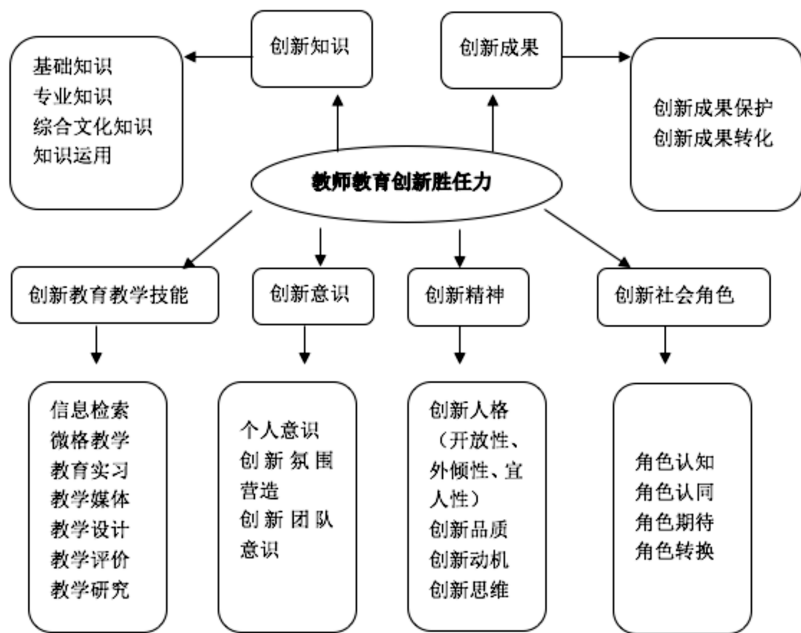 创新知识
创新成果
基础知识
专业知识
综合文化知识
知识运用
创新成果保护
创新成果转化
教师教育创新胜任力
创新教育教学技能
创新意识
创新精神
创新社会角色
信息检索
微格教学
教育实习
教学媒体
教学设计
教学评价
教学研究
个人意识
创新氛围
营造
创新团队
意识
创新人格
（开放性、
外倾性、宜
人性）
创新品质
创新动机
创新思维
角色认知
角色认同
角色期待
角色转换